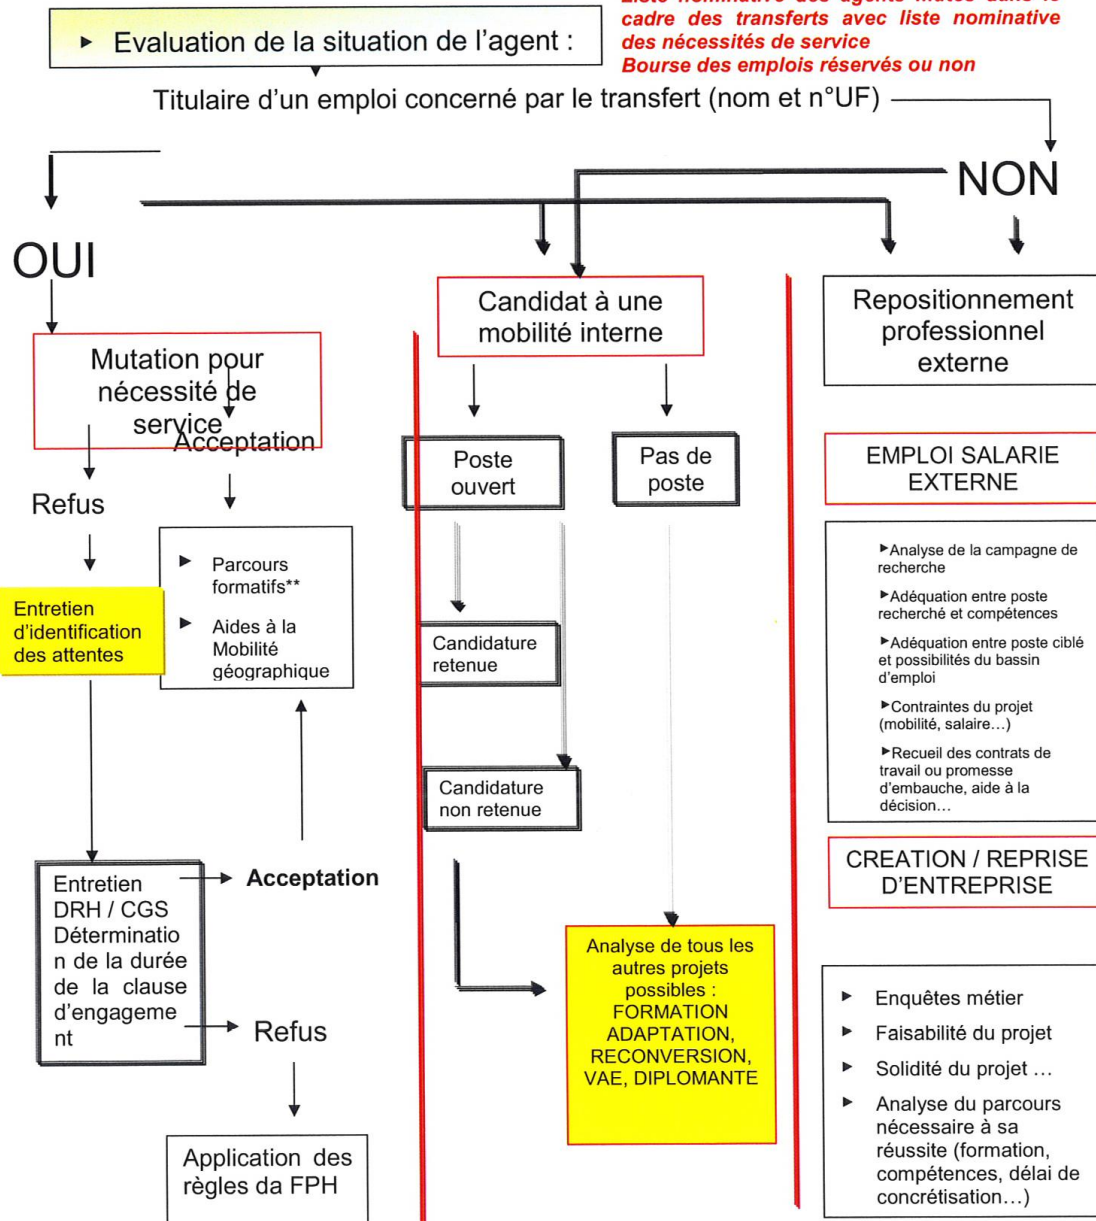 cadre des transferts avec liste nominative
des nécessités de service
Bourse des emplois réservés ou non
► Evaluation de la situation de l'agent :
Titulaire d'un emploi concerné par le transfert (nom et n°UF)
NON
OUI
Mutation pour
nécessité de
service
Acceptation
Refus
Entretien
d'identification
des attentes
► Parcours
formatifs**
► Aides à la
Mobilité
géographique
Entretien
DRH / CGS
Déterminatio
n de la durée
de la clause
d'engageme
nt
Acceptation
Refus
Application des
règles da FPH
Candidat à une
mobilité interne
Poste
ouvert
Pas de
poste
Candidature
retenue
Candidature
non retenue
Analyse de tous les
autres projets
possibles :
FORMATION
ADAPTATION,
RECONVERSION,
VAE, DIPLOMANTE
Repositionnement
professionnel
externe
EMPLOI SALARIE
EXTERNE
►Analyse de la campagne de
recherche
►Adéquation entre poste
recherché et compétences
►Adéquation entre poste ciblé
et possibilités du bassin
d'emploi
►Contraintes du projet
(mobilité, salaire…)
►Recueil des contrats de
travail ou promesse
d'embauche, aide à la
décision…
CREATION / REPRISE
D'ENTREPRISE
► Enquêtes métier
► Faisabilité du projet
► Solidité du projet …
► Analyse du parcours
nécessaire à sa
réussite (formation,
compétences, délai de
concrétisation…)